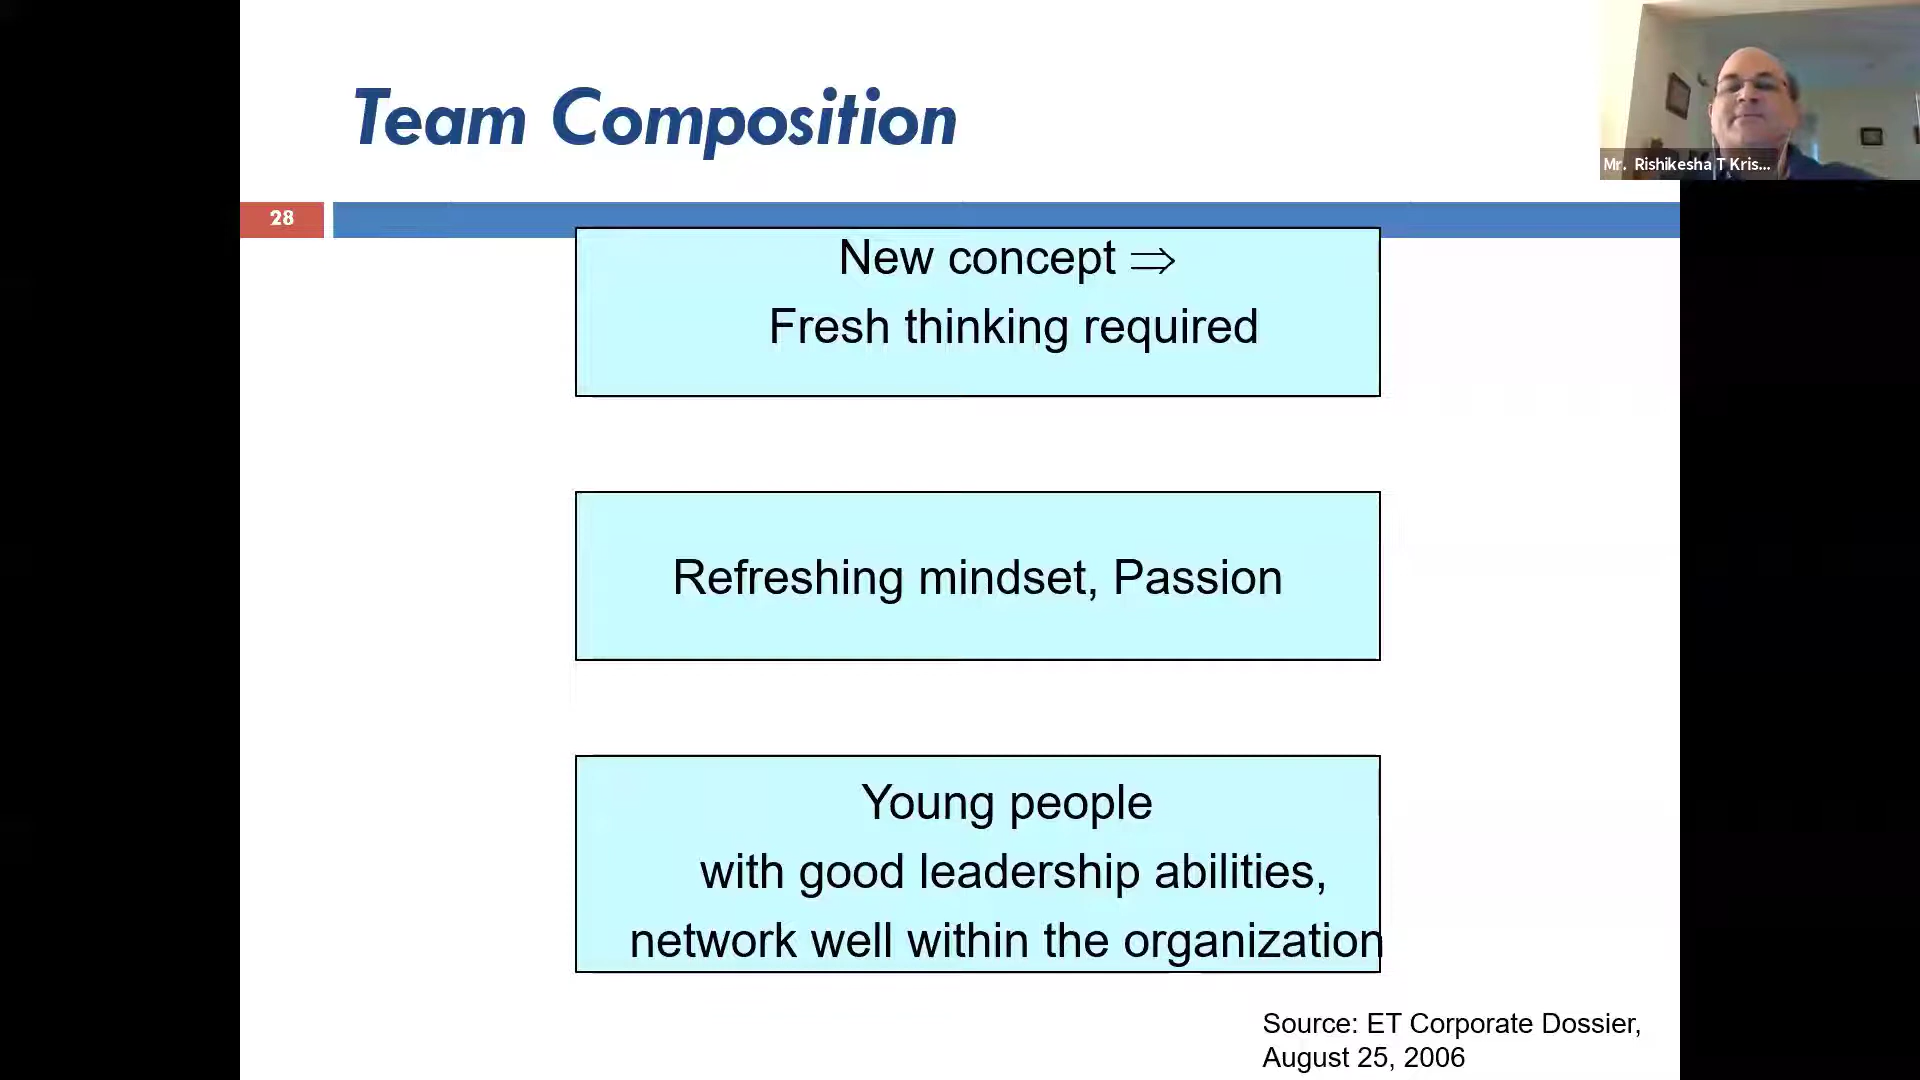 Team Composition
Mr. Rishikesha T Kris...
28
New concept ⇒
Fresh thinking required
Refreshing mindset, Passion
Young people
with good leadership abilities,
network well within the organization
Source: ET Corporate Dossier,
August 25, 2006